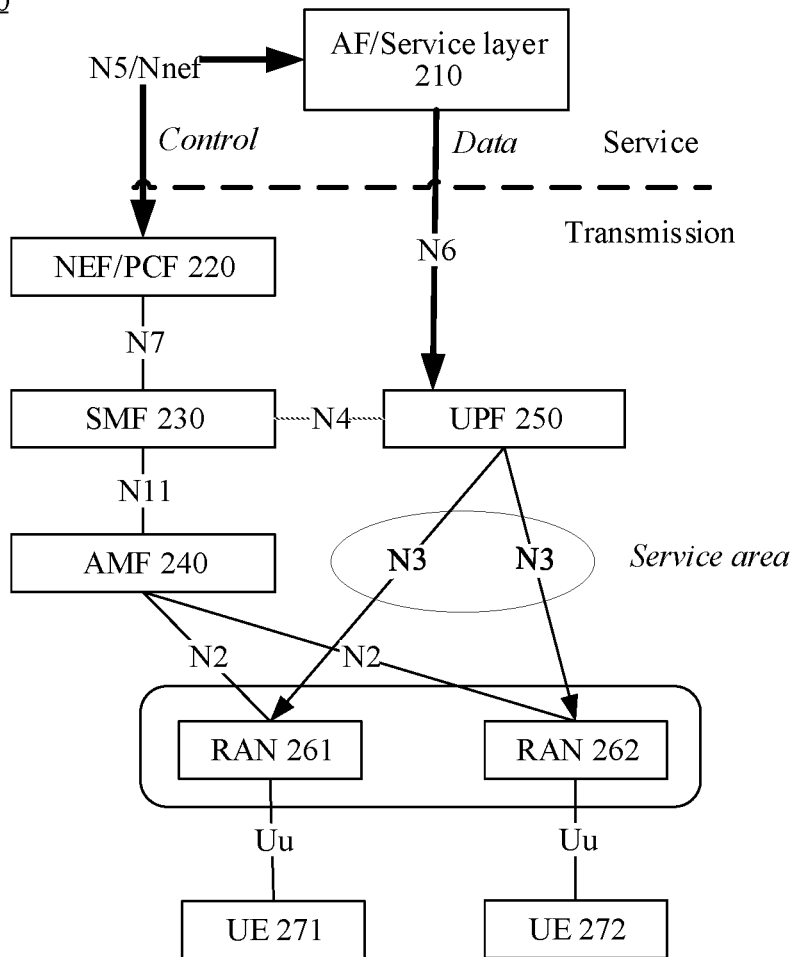 AF/Service layer
210
N5/Nnef
Control
Data
Service
Transmission
N6
NEF/PCF 220
N7
SMF 230
N4
UPF 250
N11
N3
N3
Service area
AMF 240
N2
N2
RAN 261
RAN 262
Uu
Uu
UE 271
UE 272